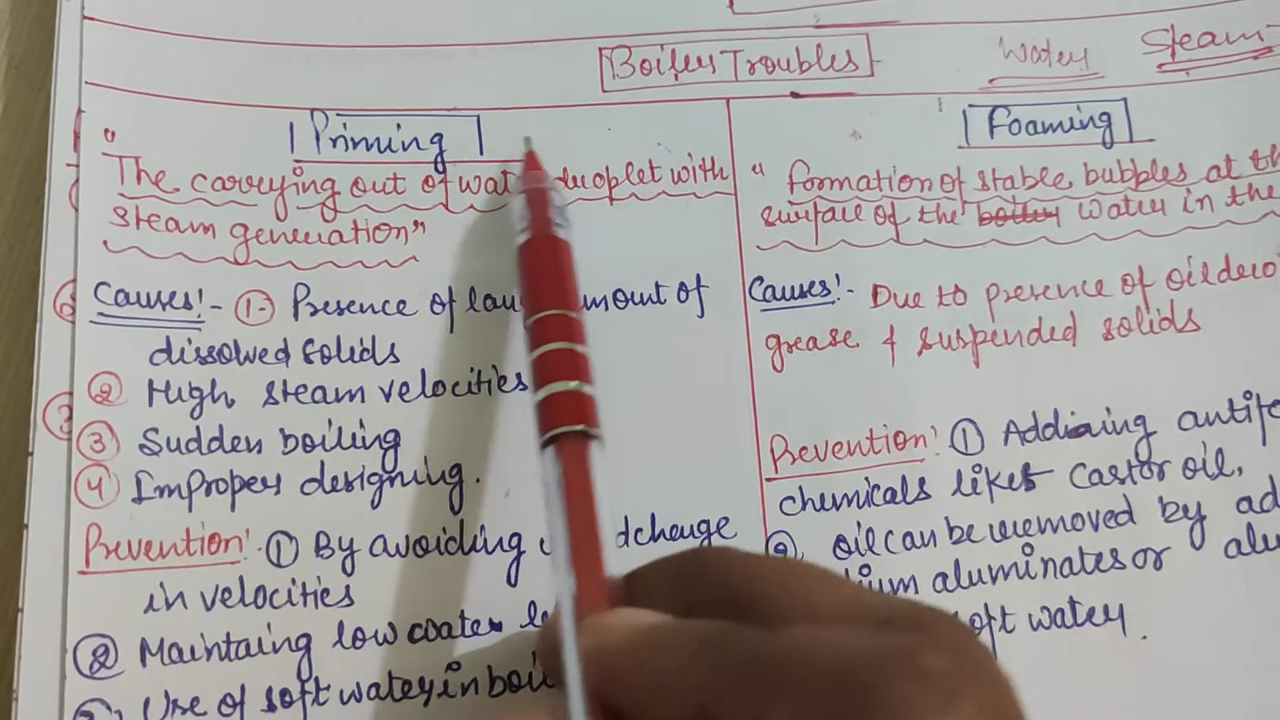 Boiler Troubles
Water Steam
Priming
"The carrying out of droplet with
steam generation"
Causes:- ① Presence of amount of
dissolved solids
② High steam velocities
③ Sudden boiling
④ Improper designing.
Prevention:- ① By avoiding change
in velocities
② Maintaing low water
Use of soft water in
Foaming
"formation of stable bubbles at
surface of the boiler water in the
Causes:- Due to presence of oil
grease & suspended solids
Prevention: ① Addiaing
chemicals likes Castor oil,
② oil can be removed by
aluminates or
water.